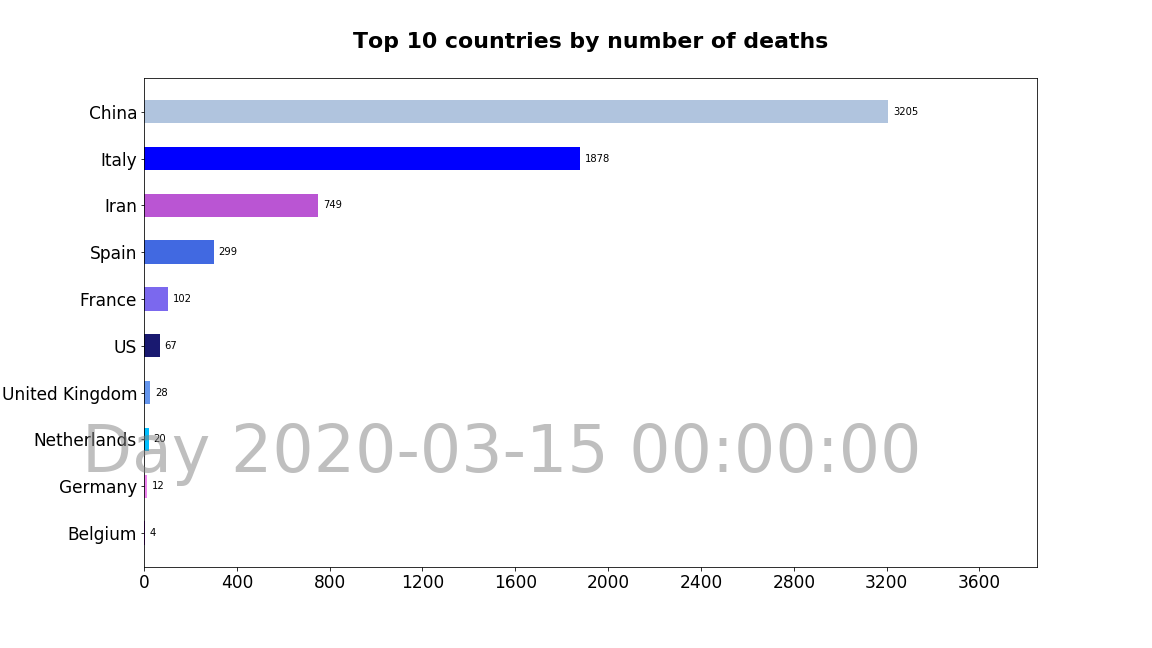 Top 10 countries by number of deaths
China 3205
Italy 1878
Iran 749
Spain 299
France 102
US 67
United Kingdom 28
Netherlands 20
Day 2020-03-15 00:00:00
Germany 12
Belgium 4
0 400 800 1200 1600 2000 2400 2800 3200 3600